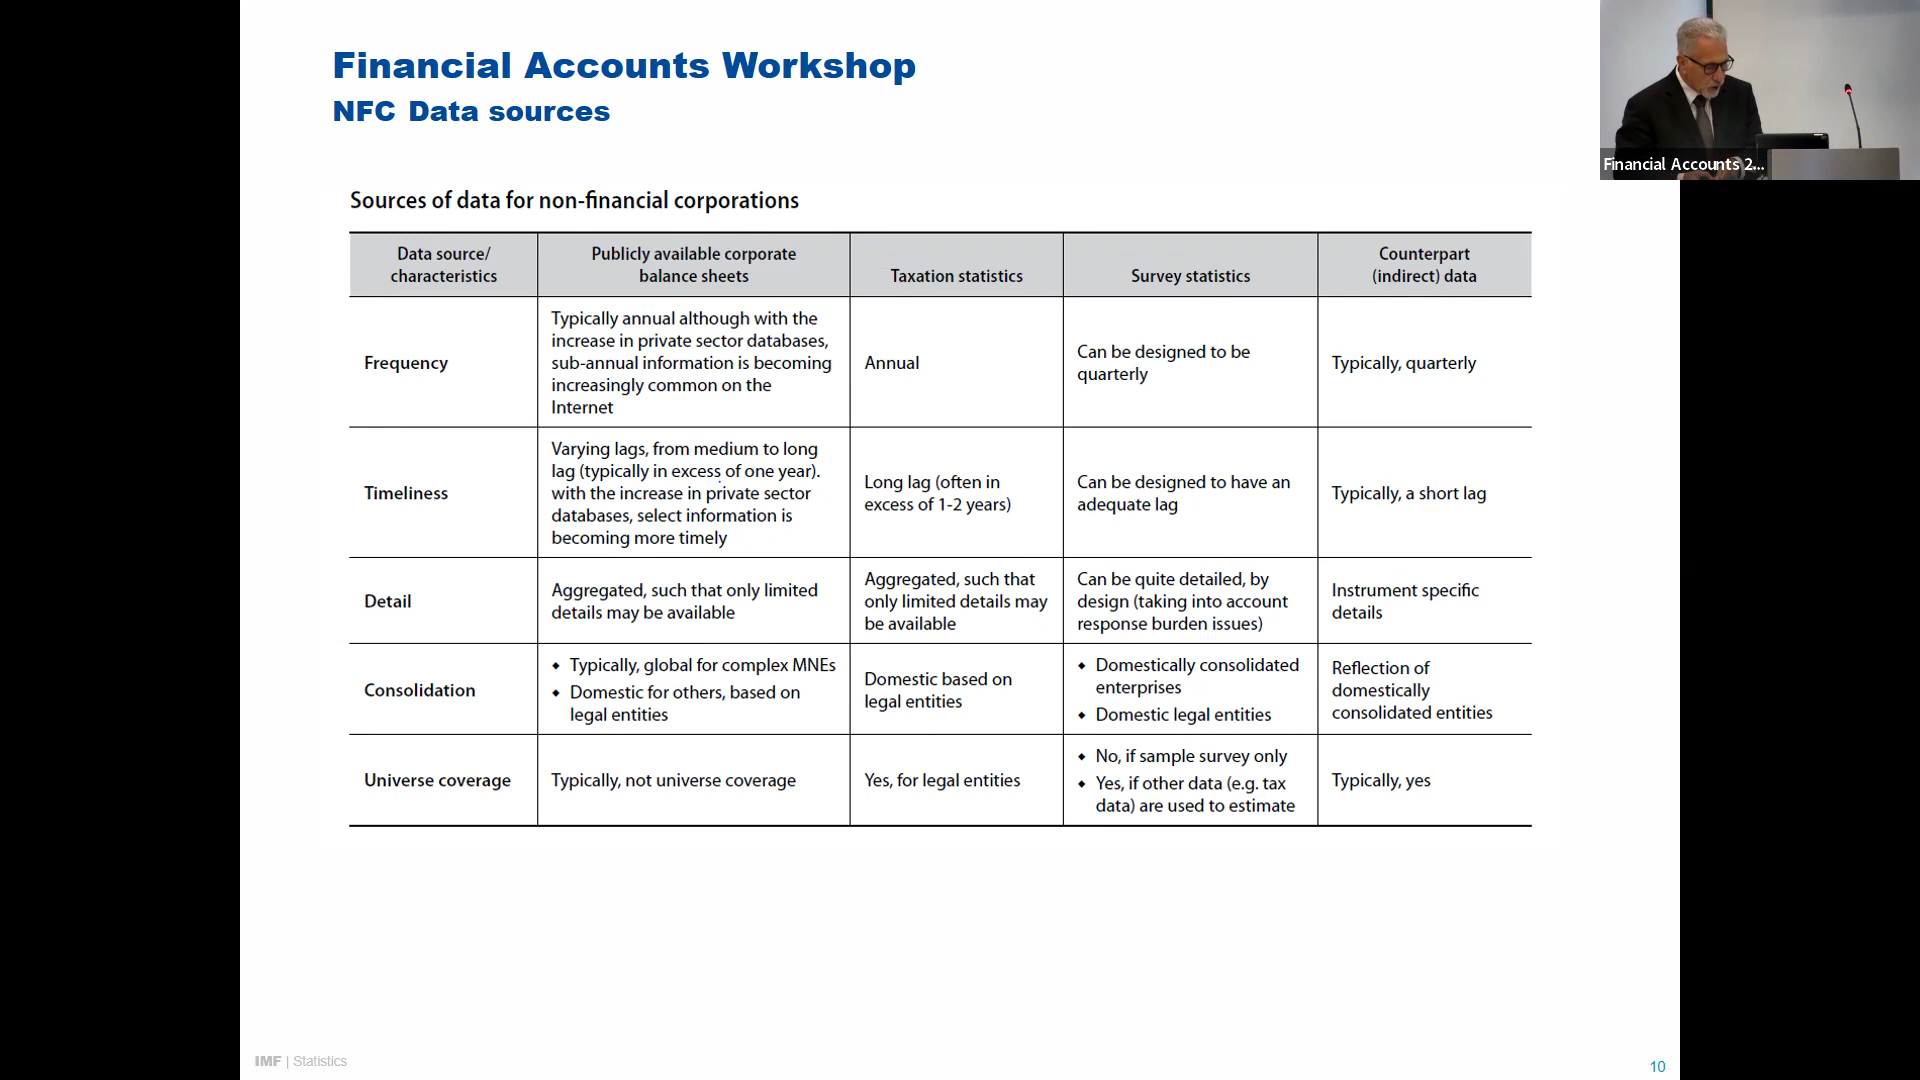 Financial Accounts Workshop
NFC Data sources
Financial Accounts 2...
Sources of data for non-financial corporations
Data source/
characteristics
Publicly available corporate
balance sheets
Taxation statistics
Survey statistics
Counterpart
(indirect) data
Frequency
Typically annual although with the
increase in private sector databases,
sub-annual information is becoming
increasingly common on the
Internet
Annual
Can be designed to be
quarterly
Typically, quarterly
Timeliness
Varying lags, from medium to long
lag (typically in excess of one year).
with the increase in private sector
databases, select information is
becoming more timely
Long lag (often in
excess of 1-2 years)
Can be designed to have an
adequate lag
Typically, a short lag
Detail
Aggregated, such that only limited
details may be available
Aggregated, such that
only limited details may
be available
Can be quite detailed, by
design (taking into account
response burden issues)
Instrument specific
details
Consolidation
⬥ Typically, global for complex MNEs
⬥ Domestic for others, based on
legal entities
Domestic based on
legal entities
⬥ Domestically consolidated
enterprises
⬥ Domestic legal entities
Reflection of
domestically
consolidated entities
Universe coverage
Typically, not universe coverage
Yes, for legal entities
⬥ No, if sample survey only
⬥ Yes, if other data (e.g. tax
data) are used to estimate
Typically, yes
IMF | Statistics
10